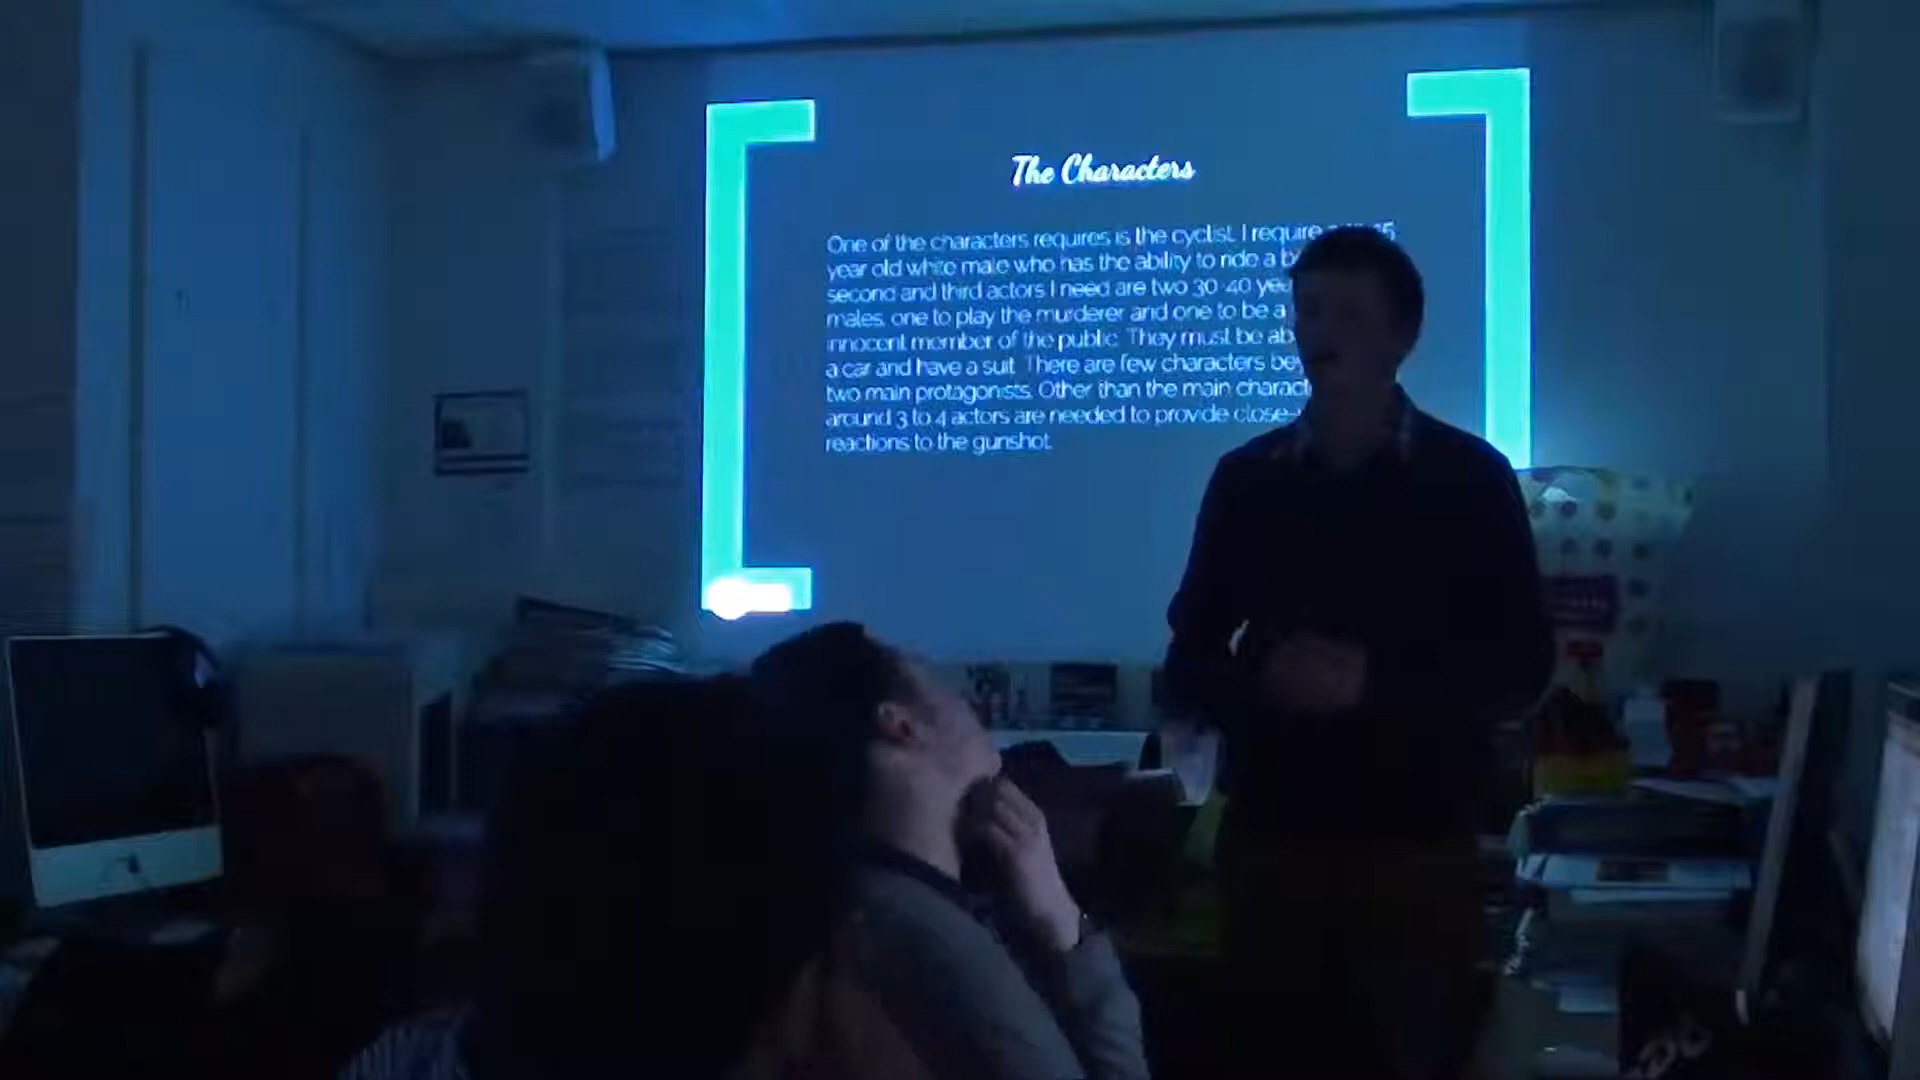 The Characters
One of the characters requires is the cyclist. I require
year old white male who has the ability to ride a
second and third actors I need are two 30-40
males, one to play the murderer and one to be a
innocent member of the public. They must be
a car and have a suit. There are few characters
two main protagonists. Other than the main
around 3 to 4 actors are needed to provide
reactions to the gunshot.